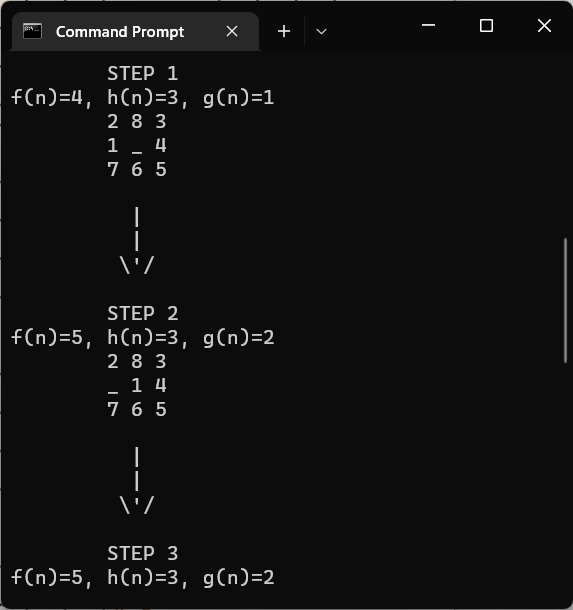 Command Prompt
STEP 1
f(n)=4, h(n)=3, g(n)=1
2 8 3
1 _ 4
7 6 5
|
|
\'/
STEP 2
f(n)=5, h(n)=3, g(n)=2
2 8 3
_ 1 4
7 6 5
|
|
\'/
STEP 3
f(n)=5, h(n)=3, g(n)=2